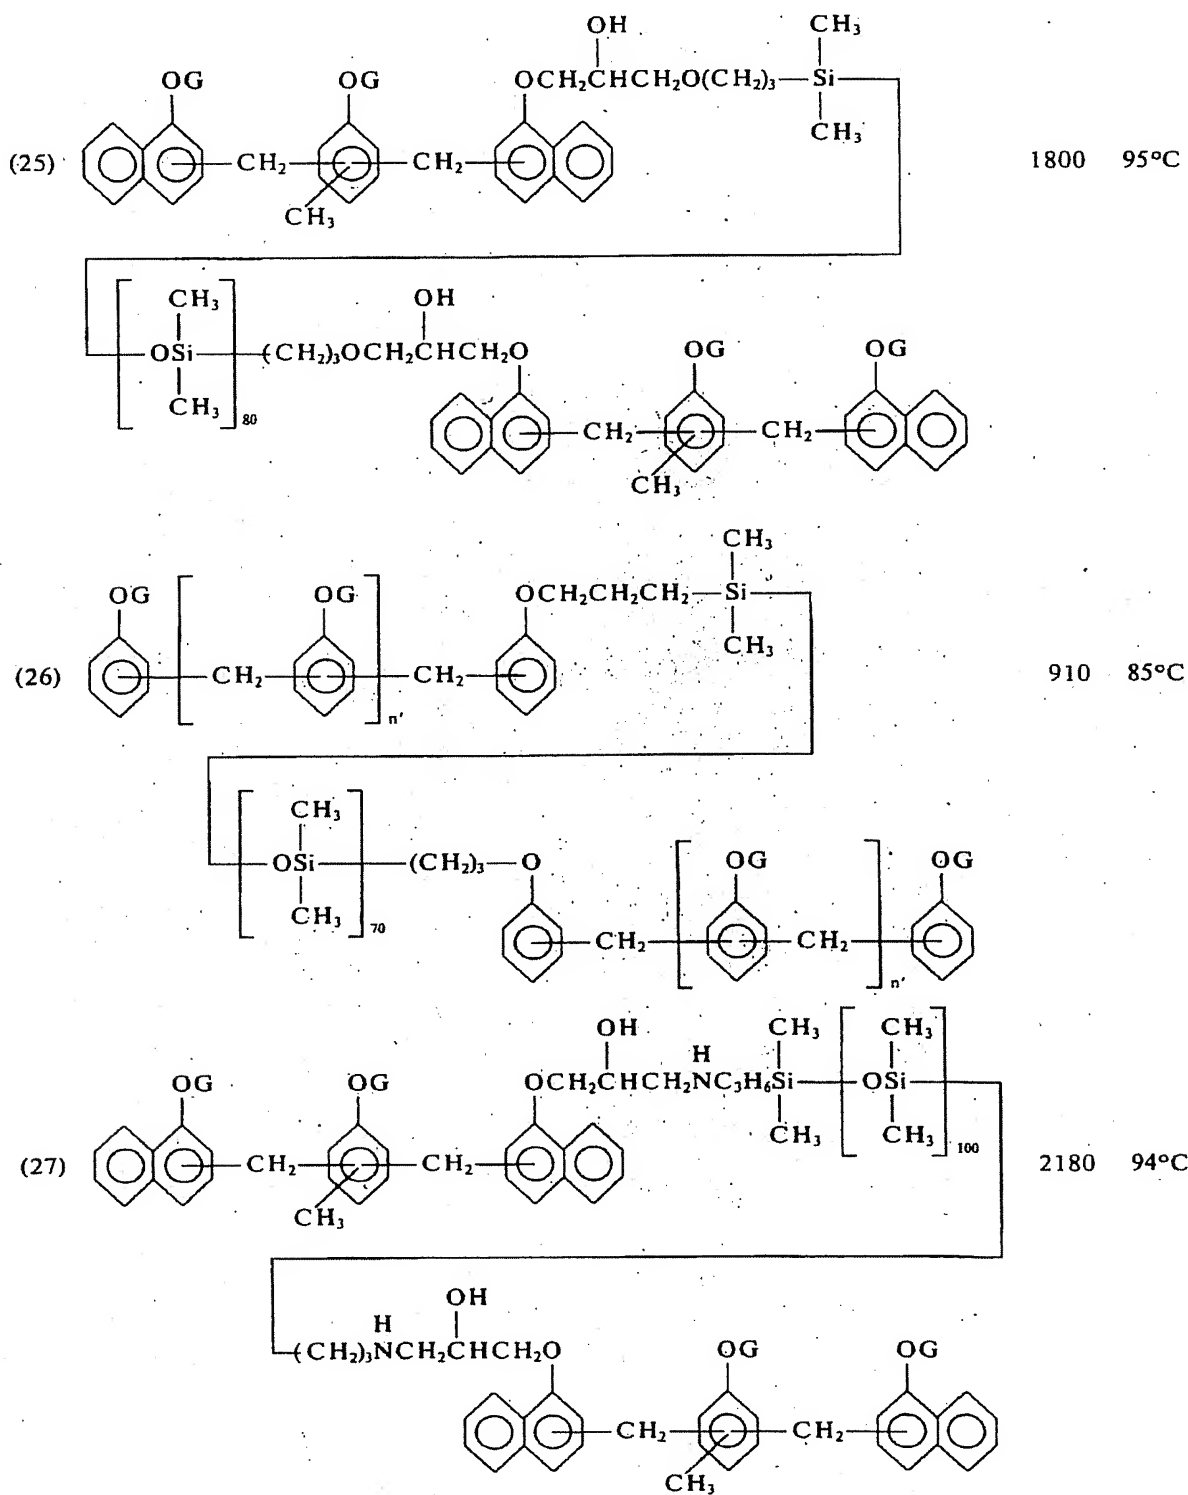 OH CH₃
OG OG OCH₂CHCH₂O(CH₂)₃—Si
CH₃
(25) CH₂ CH₂ 1800 95°C
CH₃
CH₃ OH
OSi (CH₂)₃OCH₂CHCH₂O OG OG
CH₃ 80
CH₂ CH₂
CH₃
CH₃
OG OG OCH₂CH₂CH₂—Si
CH₃
(26) CH₂ CH₂ 910 85°C
n'
CH₃
OSi (CH₂)₃—O OG OG
CH₃ 70
CH₂ CH₂
n'
OH CH₃ CH₃
H
OG OG OCH₂CHCH₂NC₃H₆Si OSi
CH₃ CH₃ 100
(27) CH₂ CH₂ 2180 94°C
CH₃
OH
H
(CH₂)₃NCH₂CHCH₂O OG OG
CH₂ CH₂
CH₃